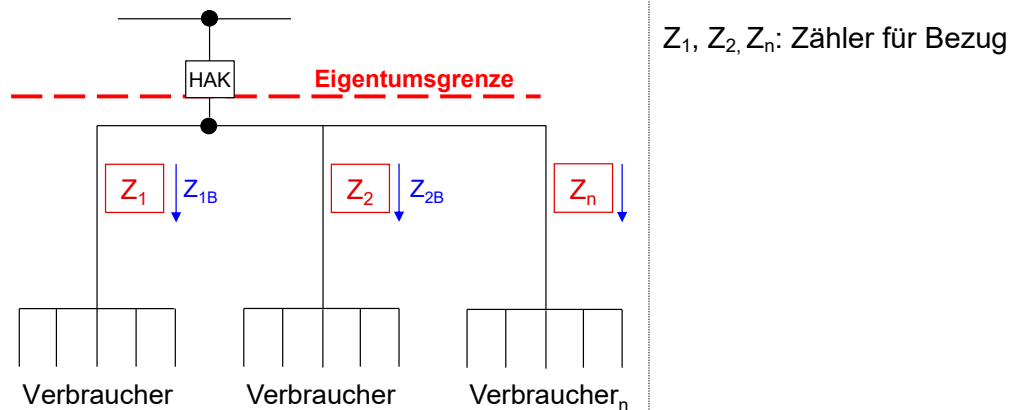 Z₁, Z₂, Zₙ: Zähler für Bezug
HAK
Eigentumsgrenze
Z₁ Z₁B Z₂ Z₂B Zₙ
Verbraucher Verbraucher Verbraucherₙ